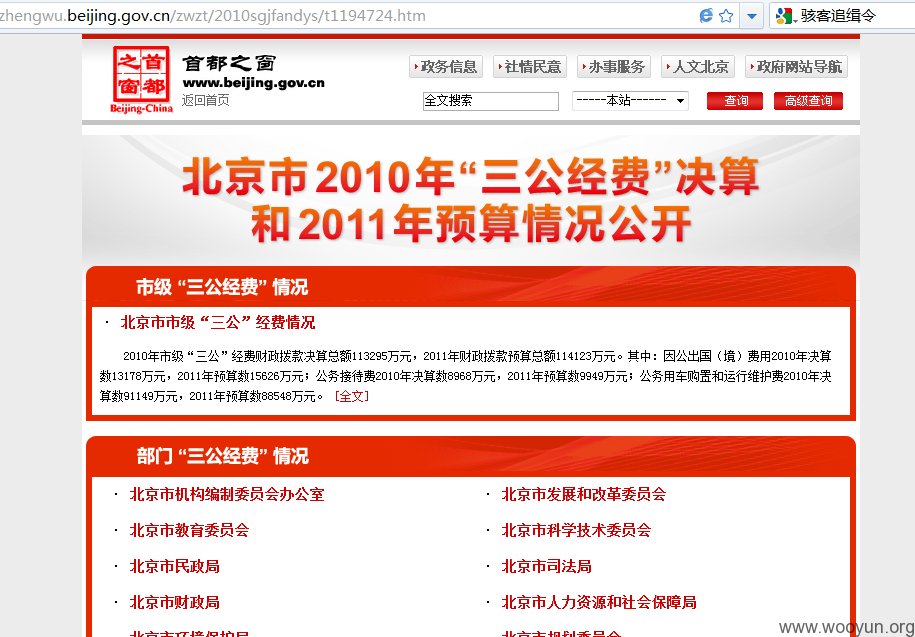 zhengwu.beijing.gov.cn/zwzt/2010sgjfandys/t1194724.htm
骇客追缉令
首都之窗
Beijing-China
首都之窗
www.beijing.gov.cn
返回首页
政务信息
社情民意
办事服务
人文北京
政府网站导航
全文搜索
-----本站------
查询
高级查询
北京市2010年“三公经费”决算
和2011年预算情况公开
市级 “三公经费” 情况
· 北京市市级“三公”经费情况
2010年市级“三公”经费财政拨款决算总额113295万元，2011年财政拨款预算总额114123万元。其中：因公出国（境）费用2010年决算
数13178万元，2011年预算数15626万元；公务接待费2010年决算数8968万元，2011年预算数9949万元；公务用车购置和运行维护费2010年决
算数91149万元，2011年预算数88548万元。 [全文]
部门 “三公经费” 情况
· 北京市机构编制委员会办公室
· 北京市发展和改革委员会
· 北京市教育委员会
· 北京市科学技术委员会
· 北京市民政局
· 北京市司法局
· 北京市财政局
· 北京市人力资源和社会保障局
· 北京市环境保护局
· 北京市规划委员会
www.wooyun.org